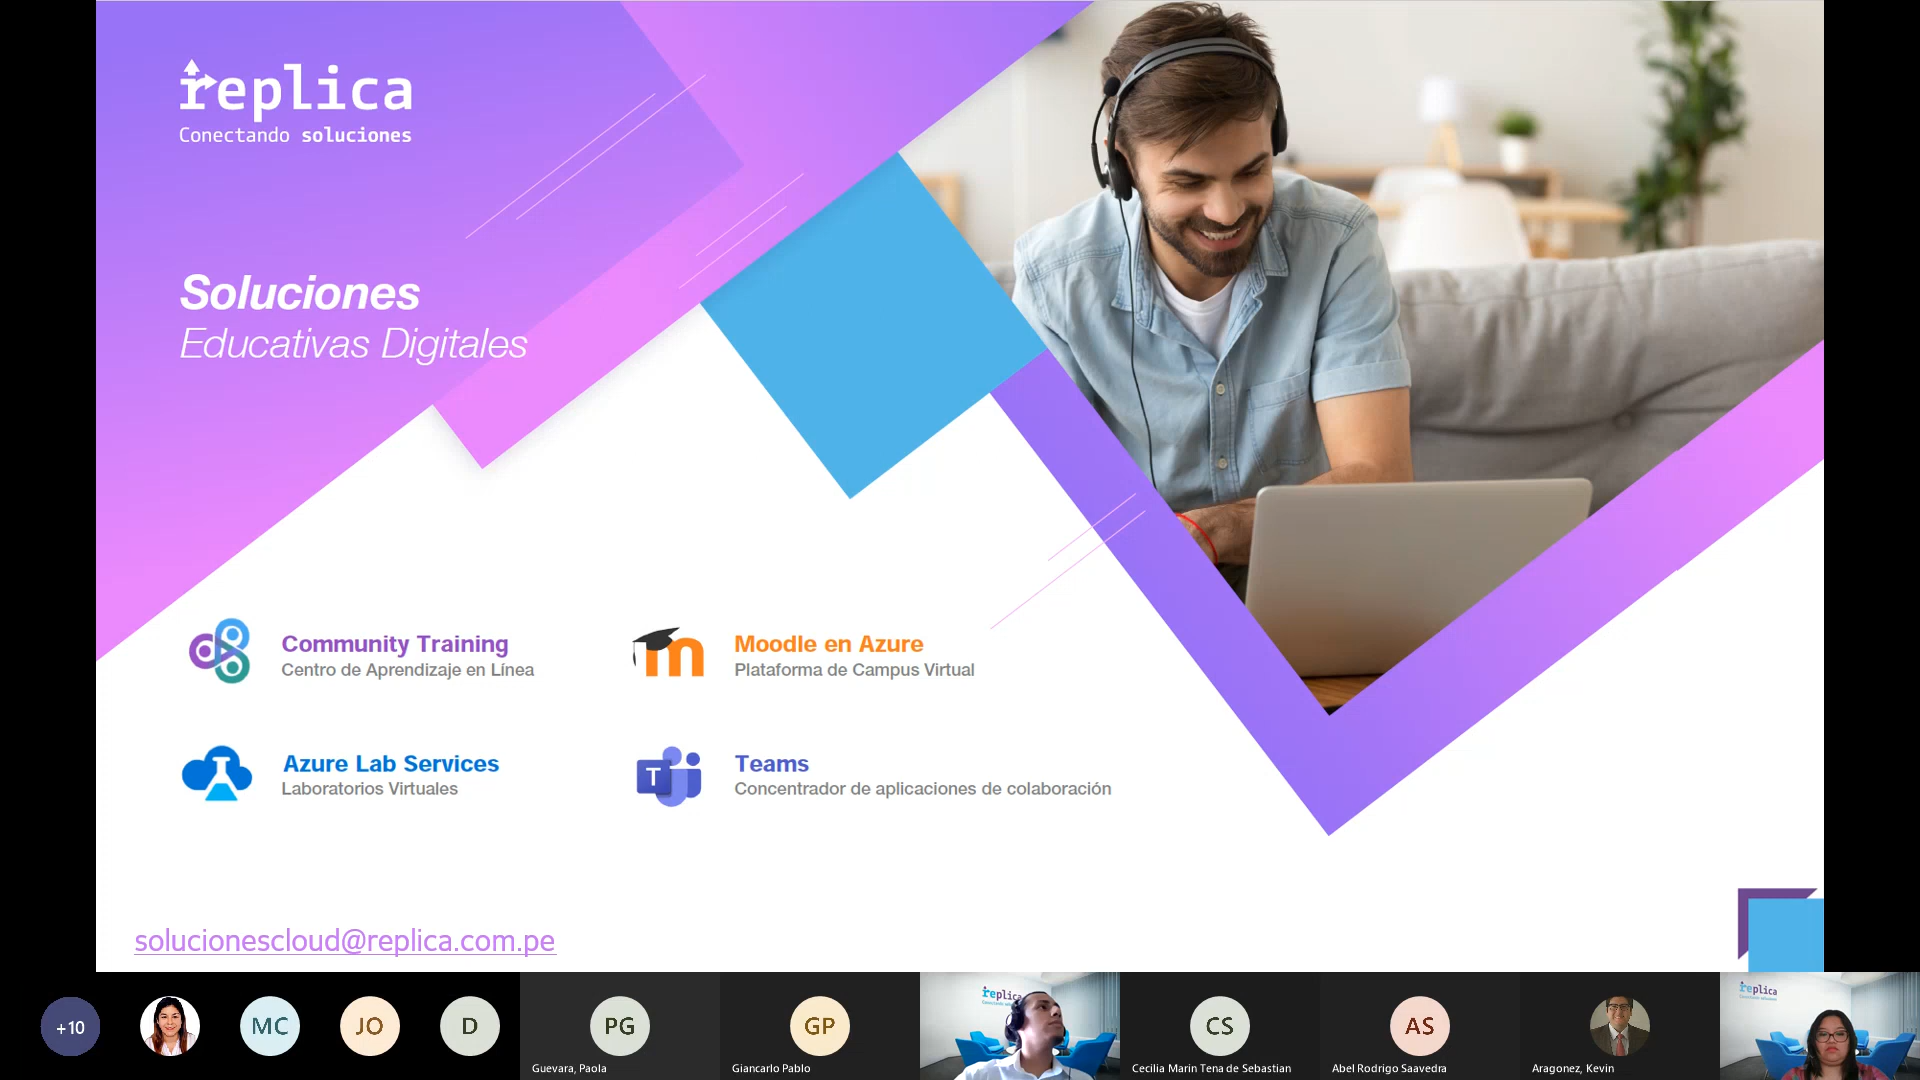 replica
Conectando soluciones
Soluciones
Educativas Digitales
Community Training
Centro de Aprendizaje en Línea
Moodle en Azure
Plataforma de Campus Virtual
Azure Lab Services
Laboratorios Virtuales
T
Teams
Concentrador de aplicaciones de colaboración
solucionescloud@replica.com.pe
+10
MC
JO
D
PG
Guevara, Paola
GP
Giancarlo Pablo
replica
CS
Cecilia Marin Tena de Sebastian
AS
Abel Rodrigo Saavedra
Aragonez, Kevin
replica